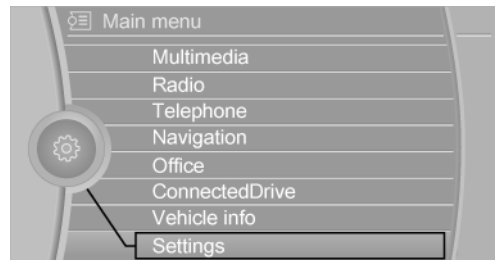 Main menu
Multimedia
Radio
Telephone
Navigation
Office
ConnectedDrive
Vehicle info
Settings